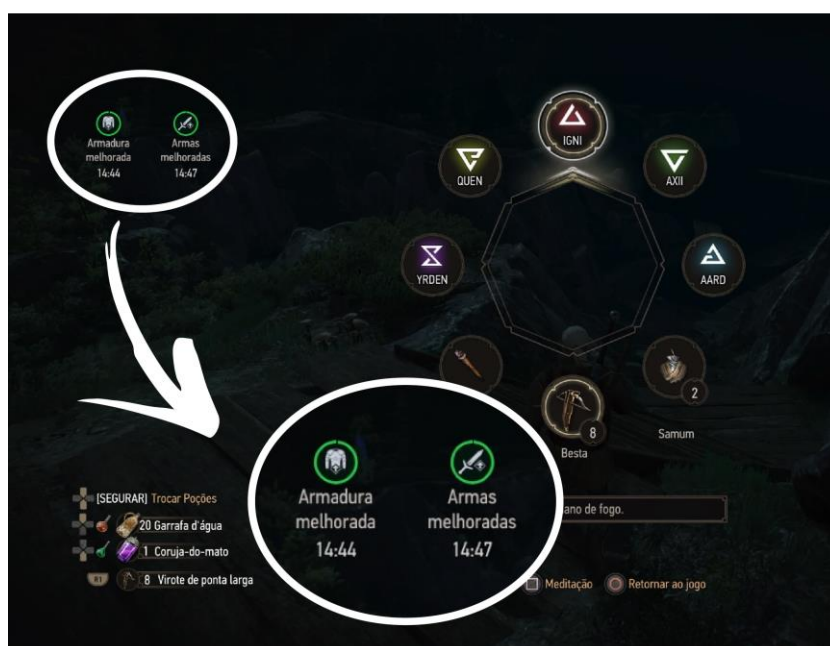 Armadura
melhorada
14:44
Armas
melhoradas
14:47
IGNI
QUEN
AXII
YRDEN
AARD
2
8
Samum
Besta
[SEGURAR] Trocar Poções
20 Garrafa d'água
1 Coruja-do-mato
R1 8 Virote de ponta larga
Armadura
melhorada
14:44
Armas
melhoradas
14:47
ano de fogo.
Meditação
Retornar ao jogo